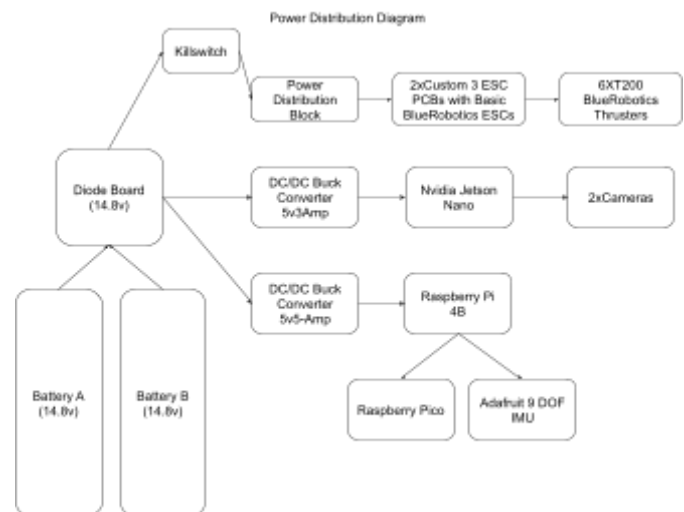 Power Distribution Diagram
Killswitch
Power
Distribution
Block
2xCustom 3 ESC
PCBs with Basic
BlueRobotics ESCs
6XT200
BlueRobotics
Thrusters
Diode Board
(14.8v)
DC/DC Buck
Converter
5v3Amp
Nvidia Jetson
Nano
2xCameras
DC/DC Buck
Converter
5v5-Amp
Raspberry Pi
4B
Battery A
(14.8v)
Battery B
(14.8v)
Raspberry Pico
Adafruit 9 DOF
IMU